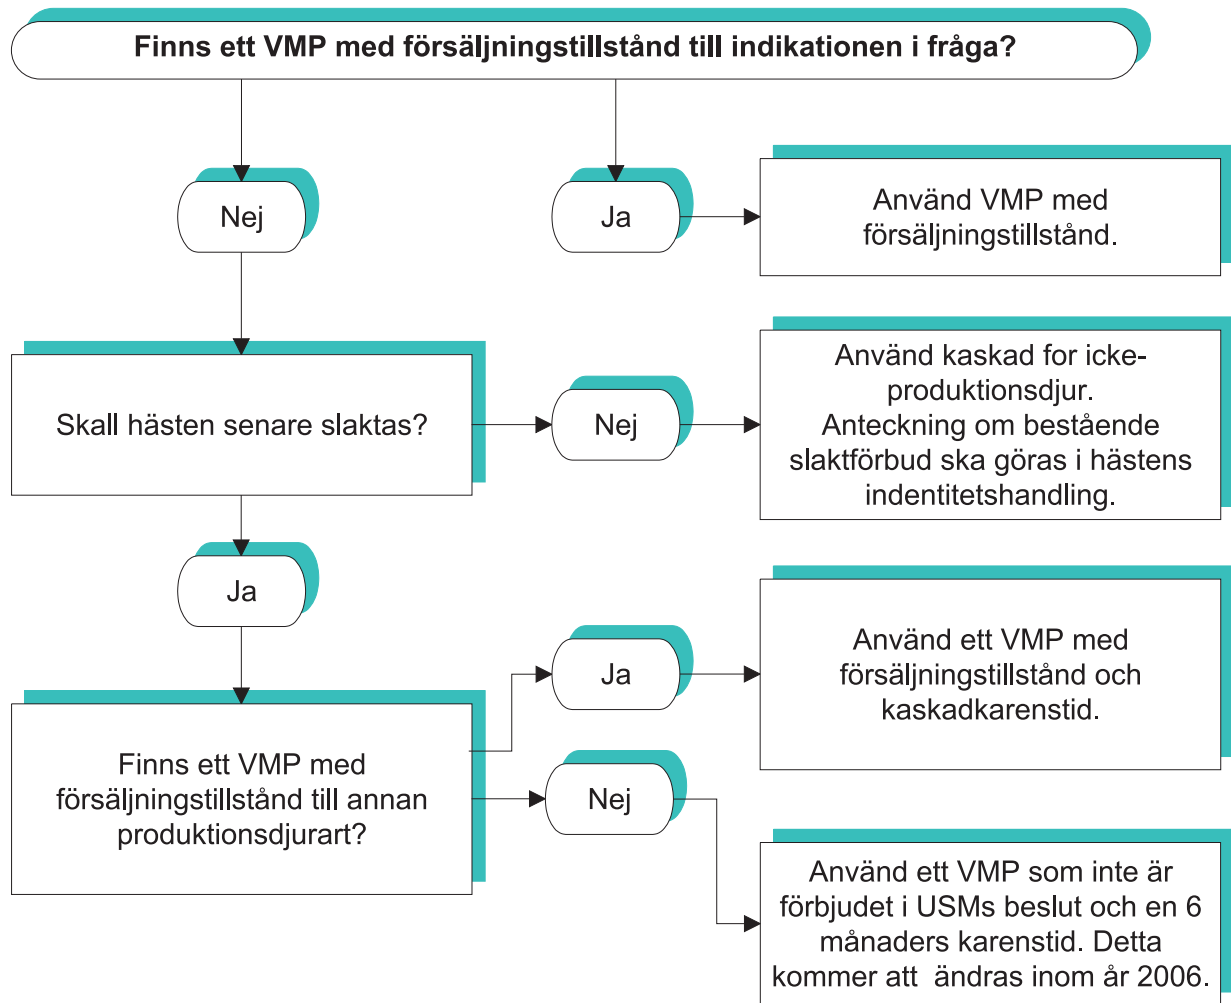 Finns ett VMP med försäljningstillstånd till indikationen i fråga?
Nej
Ja
Använd VMP med
försäljningstillstånd.
Skall hästen senare slaktas?
Nej
Använd kaskad for icke-
produktionsdjur.
Anteckning om bestående
slaktförbud ska göras i hästens
indentitetshandling.
Ja
Finns ett VMP med
försäljningstillstånd till annan
produktionsdjurart?
Ja
Använd ett VMP med
försäljningstillstånd och
kaskadkarenstid.
Nej
Använd ett VMP som inte är
förbjudet i USMs beslut och en 6
månaders karenstid. Detta
kommer att ändras inom år 2006.